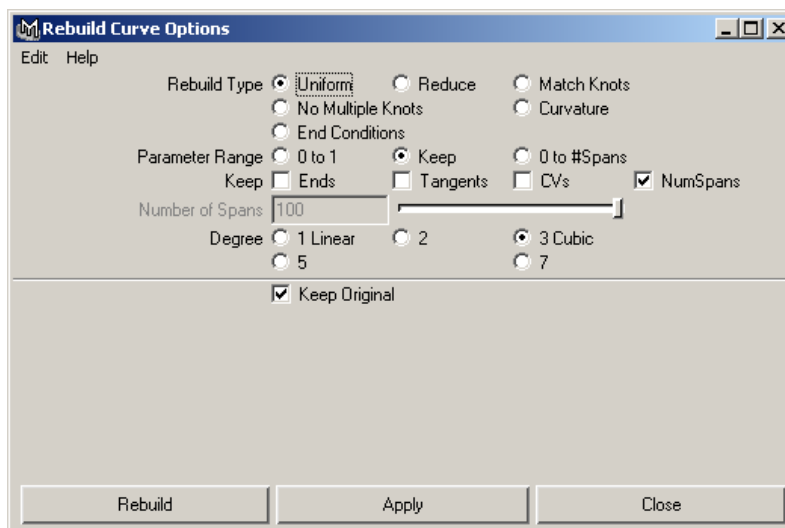 Rebuild Curve Options
Edit Help
Rebuild Type Uniform Reduce Match Knots
No Multiple Knots Curvature
End Conditions
Parameter Range 0 to 1 Keep 0 to #Spans
Keep Ends Tangents CVs NumSpans
Number of Spans 100
Degree 1 Linear 2 3 Cubic
5 7
Keep Original
Rebuild Apply Close